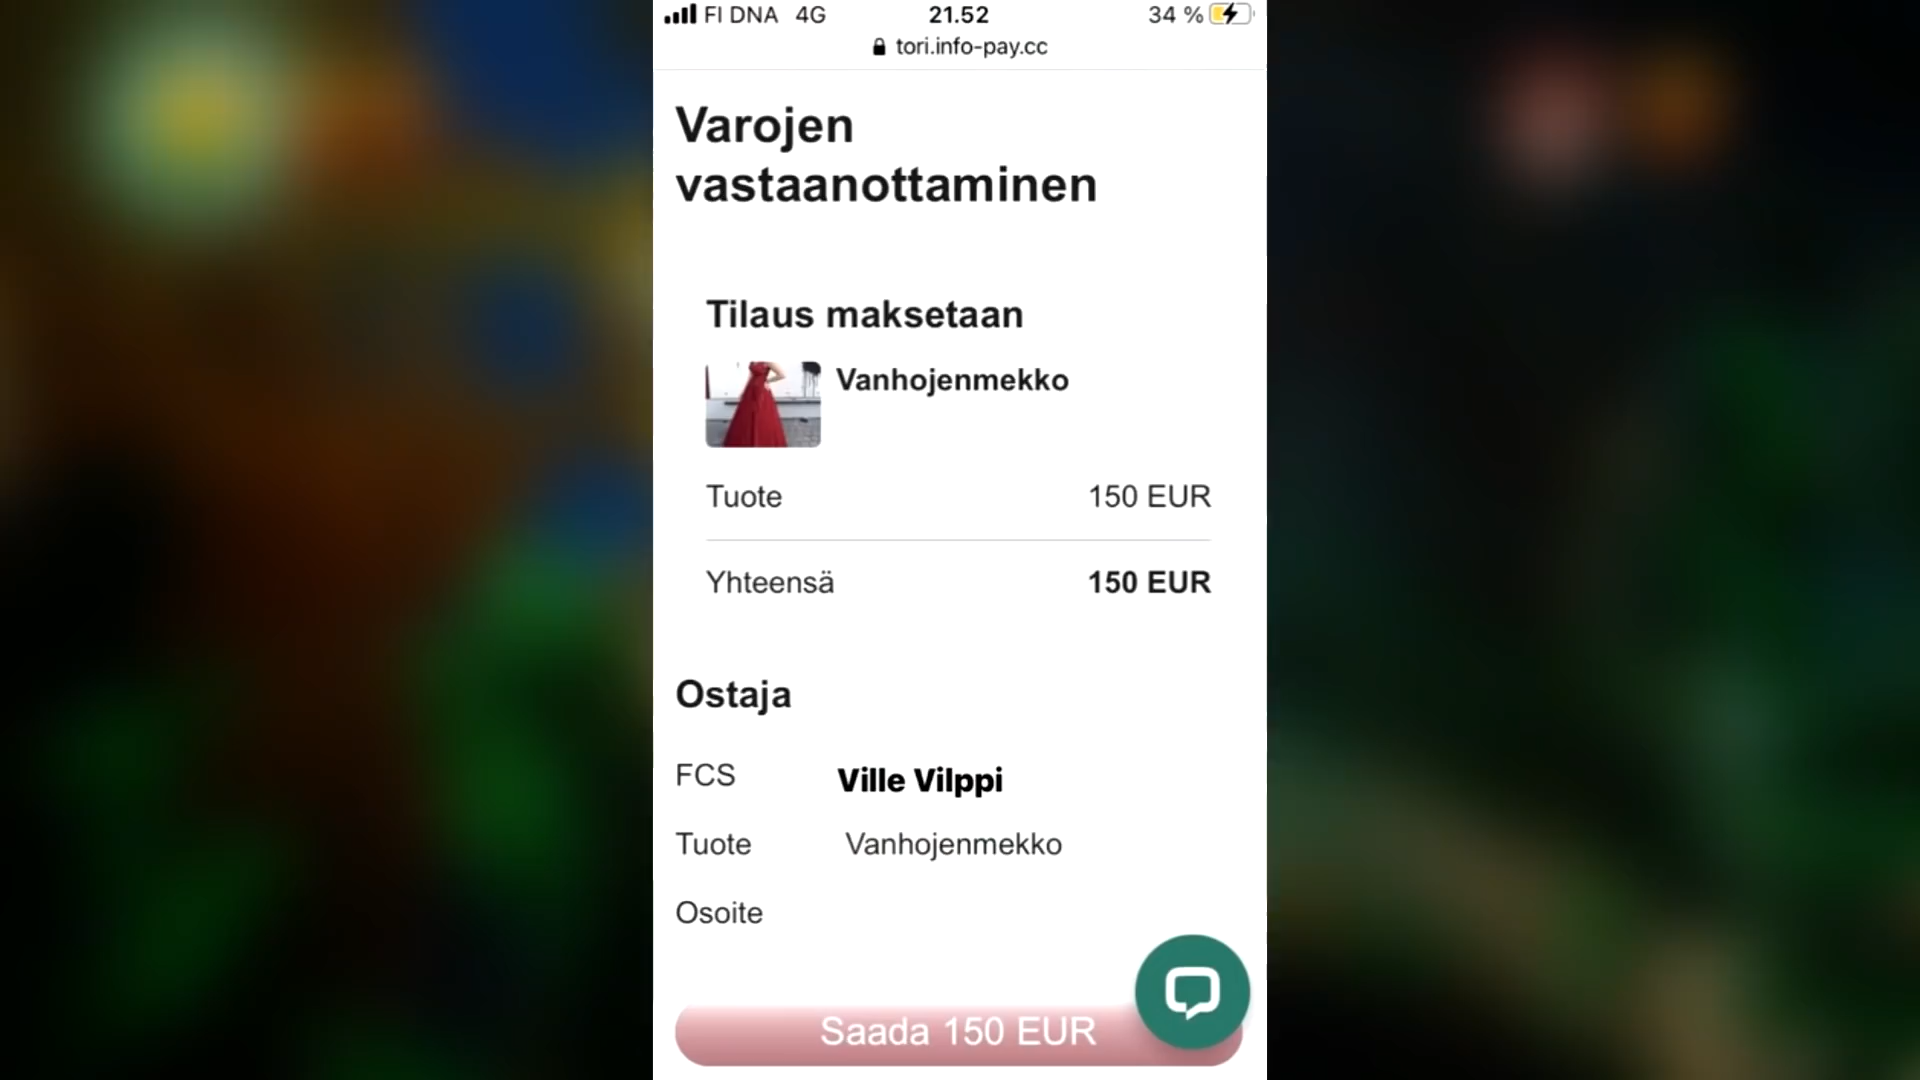 FI DNA 4G 21.52 34 %
tori.info-pay.cc
Varojen
vastaanottaminen
Tilaus maksetaan
Vanhojenmekko
Tuote 150 EUR
Yhteensä 150 EUR
Ostaja
FCS Ville Vilppi
Tuote Vanhojenmekko
Osoite
Saada 150 EUR